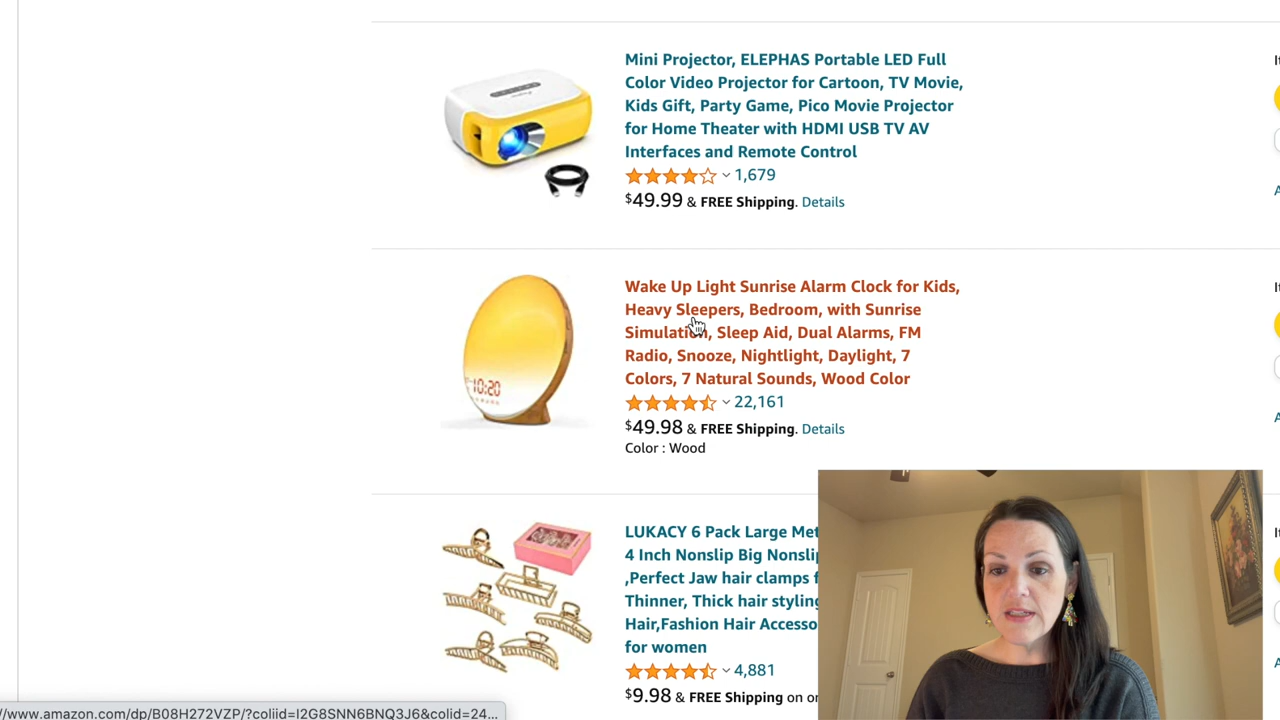 Mini Projector, ELEPHAS Portable LED Full
Color Video Projector for Cartoon, TV Movie,
Kids Gift, Party Game, Pico Movie Projector
for Home Theater with HDMI USB TV AV
Interfaces and Remote Control
1,679
$49.99 & FREE Shipping. Details
Wake Up Light Sunrise Alarm Clock for Kids,
Heavy Sleepers, Bedroom, with Sunrise
Simulation, Sleep Aid, Dual Alarms, FM
Radio, Snooze, Nightlight, Daylight, 7
Colors, 7 Natural Sounds, Wood Color
10:20
22,161
$49.98 & FREE Shipping. Details
Color : Wood
LUKACY 6 Pack Large Met
4 Inch Nonslip Big Nonslip
,Perfect Jaw hair clamps f
Thinner, Thick hair styling
Hair,Fashion Hair Accesso
for women
4,881
$9.98 & FREE Shipping on or
/www.amazon.com/dp/B08H272VZP/?coliid=I2G8SNN6BNQ3J6&colid=24...